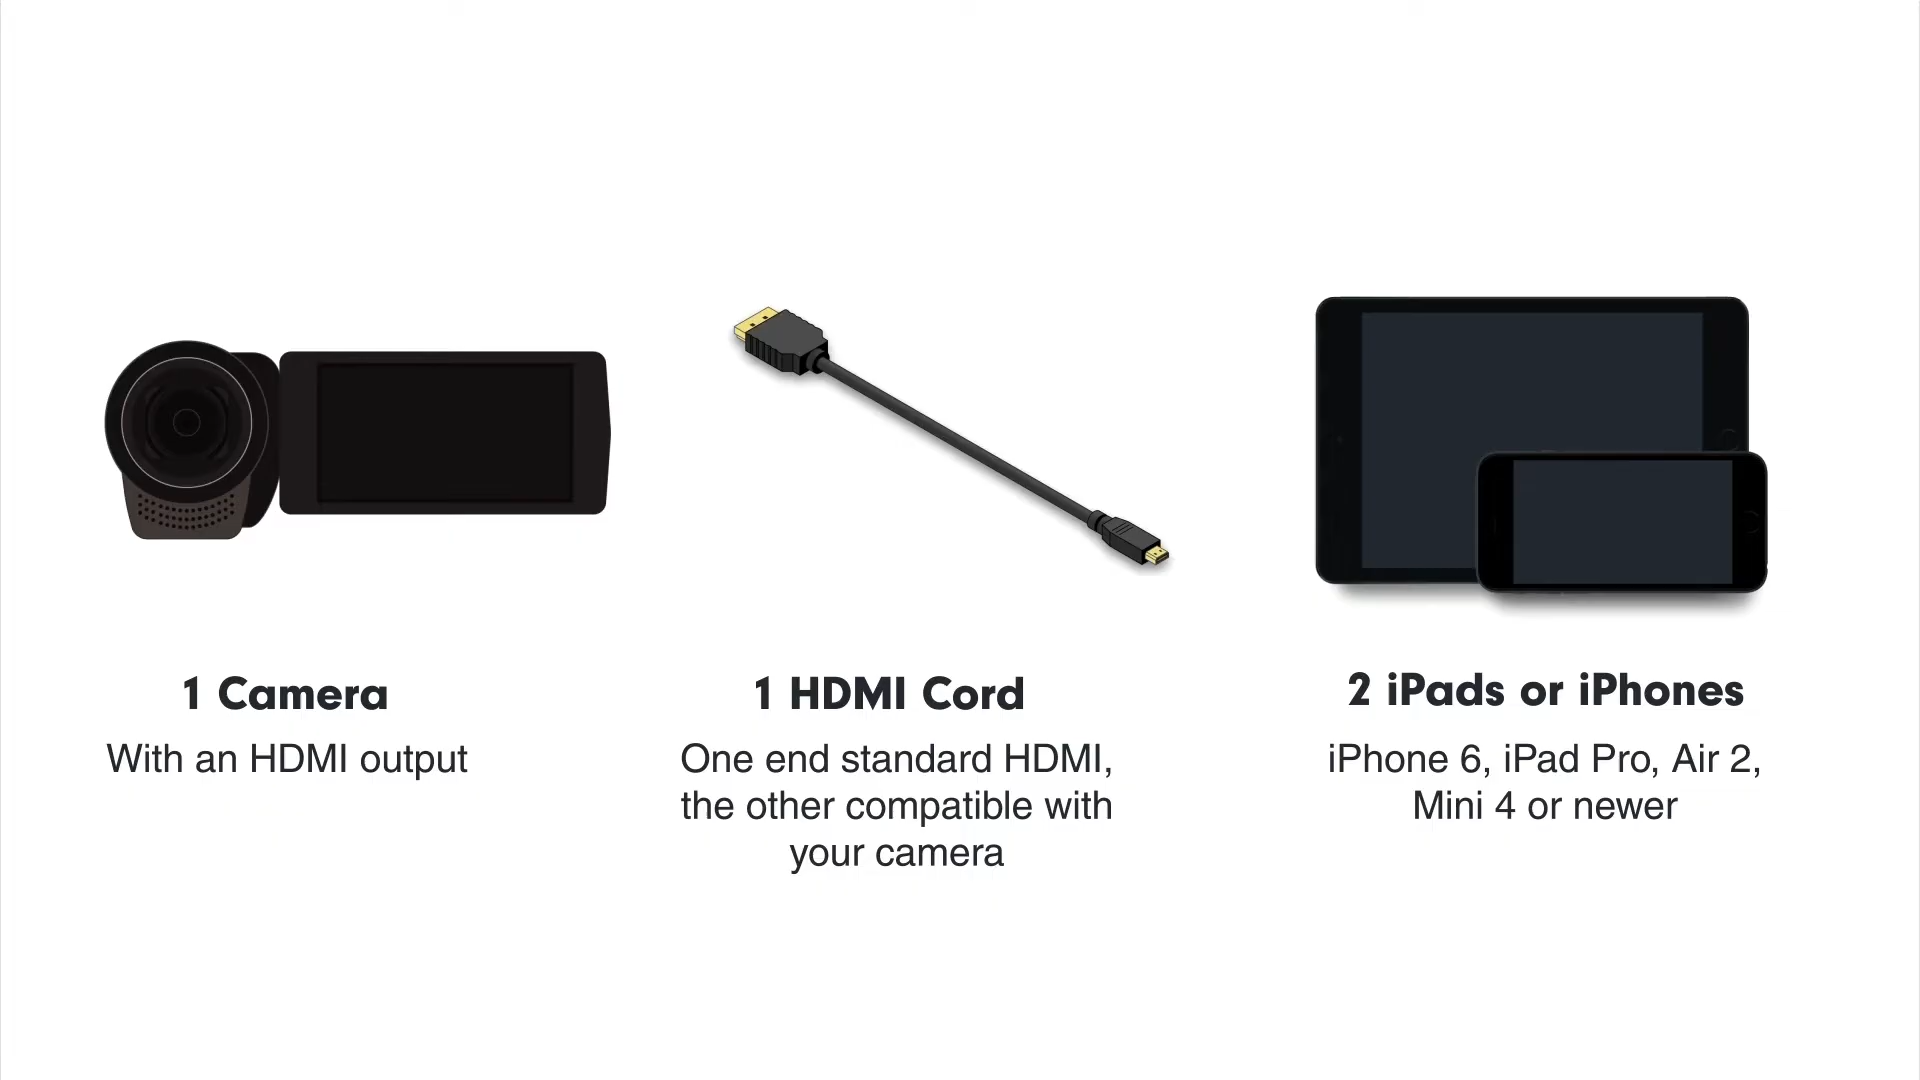 1 Camera
With an HDMI output
1 HDMI Cord
One end standard HDMI,
the other compatible with
your camera
2 iPads or iPhones
iPhone 6, iPad Pro, Air 2,
Mini 4 or newer